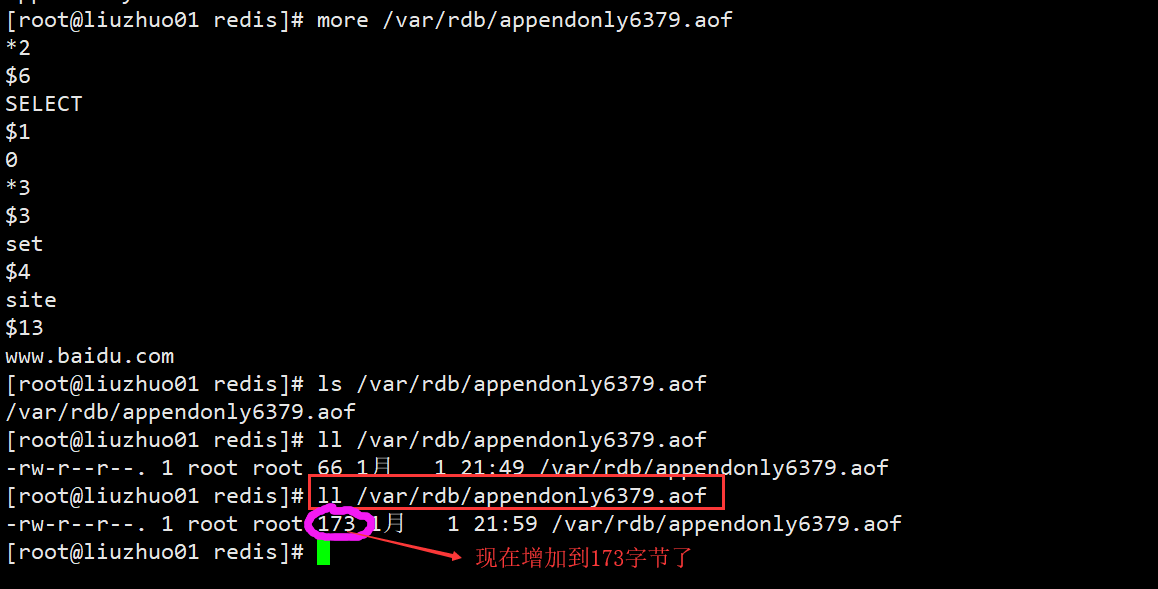 [root@liuzhuo01 redis]# more /var/rdb/appendonly6379.aof
*2
$6
SELECT
$1
0
*3
$3
set
$4
site
$13
www.baidu.com
[root@liuzhuo01 redis]# ls /var/rdb/appendonly6379.aof
/var/rdb/appendonly6379.aof
[root@liuzhuo01 redis]# ll /var/rdb/appendonly6379.aof
-rw-r--r--. 1 root root 66 1月   1 21:49 /var/rdb/appendonly6379.aof
[root@liuzhuo01 redis]# ll /var/rdb/appendonly6379.aof
-rw-r--r--. 1 root root 173 1月   1 21:59 /var/rdb/appendonly6379.aof
[root@liuzhuo01 redis]#
现在增加到173字节了